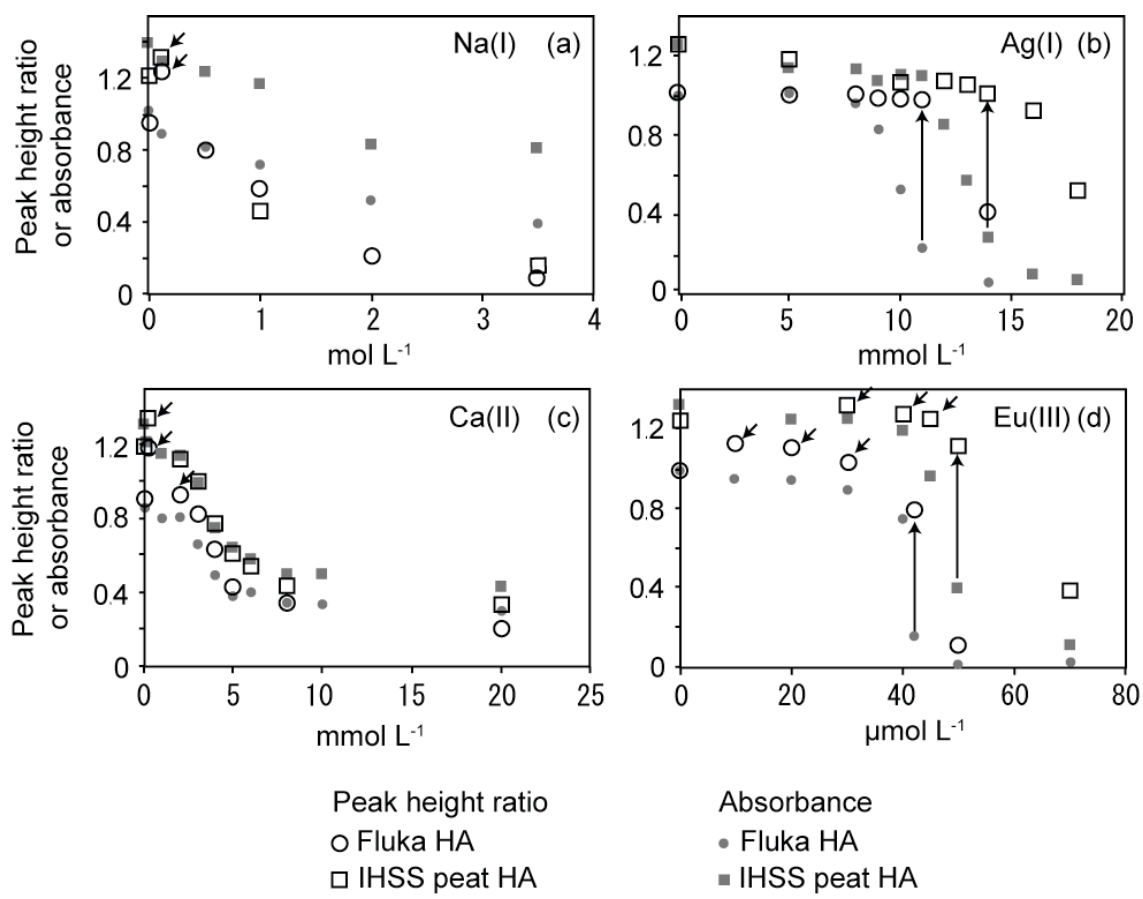 Peak height ratio
or absorbance
1.2
0.8
0.4
0
Na(I) (a)
0 1 2 3 4
mol L-1
1.2
0.8
0.4
0
Ag(I) (b)
0 5 10 15 20
mmol L-1
Peak height ratio
or absorbance
1.2
0.8
0.4
0
Ca(II) (c)
0 5 10 15 20 25
mmol L-1
1.2
0.8
0.4
0
Eu(III) (d)
0 20 40 60 80
µmol L-1
Peak height ratio
Fluka HA
IHSS peat HA
Absorbance
Fluka HA
IHSS peat HA